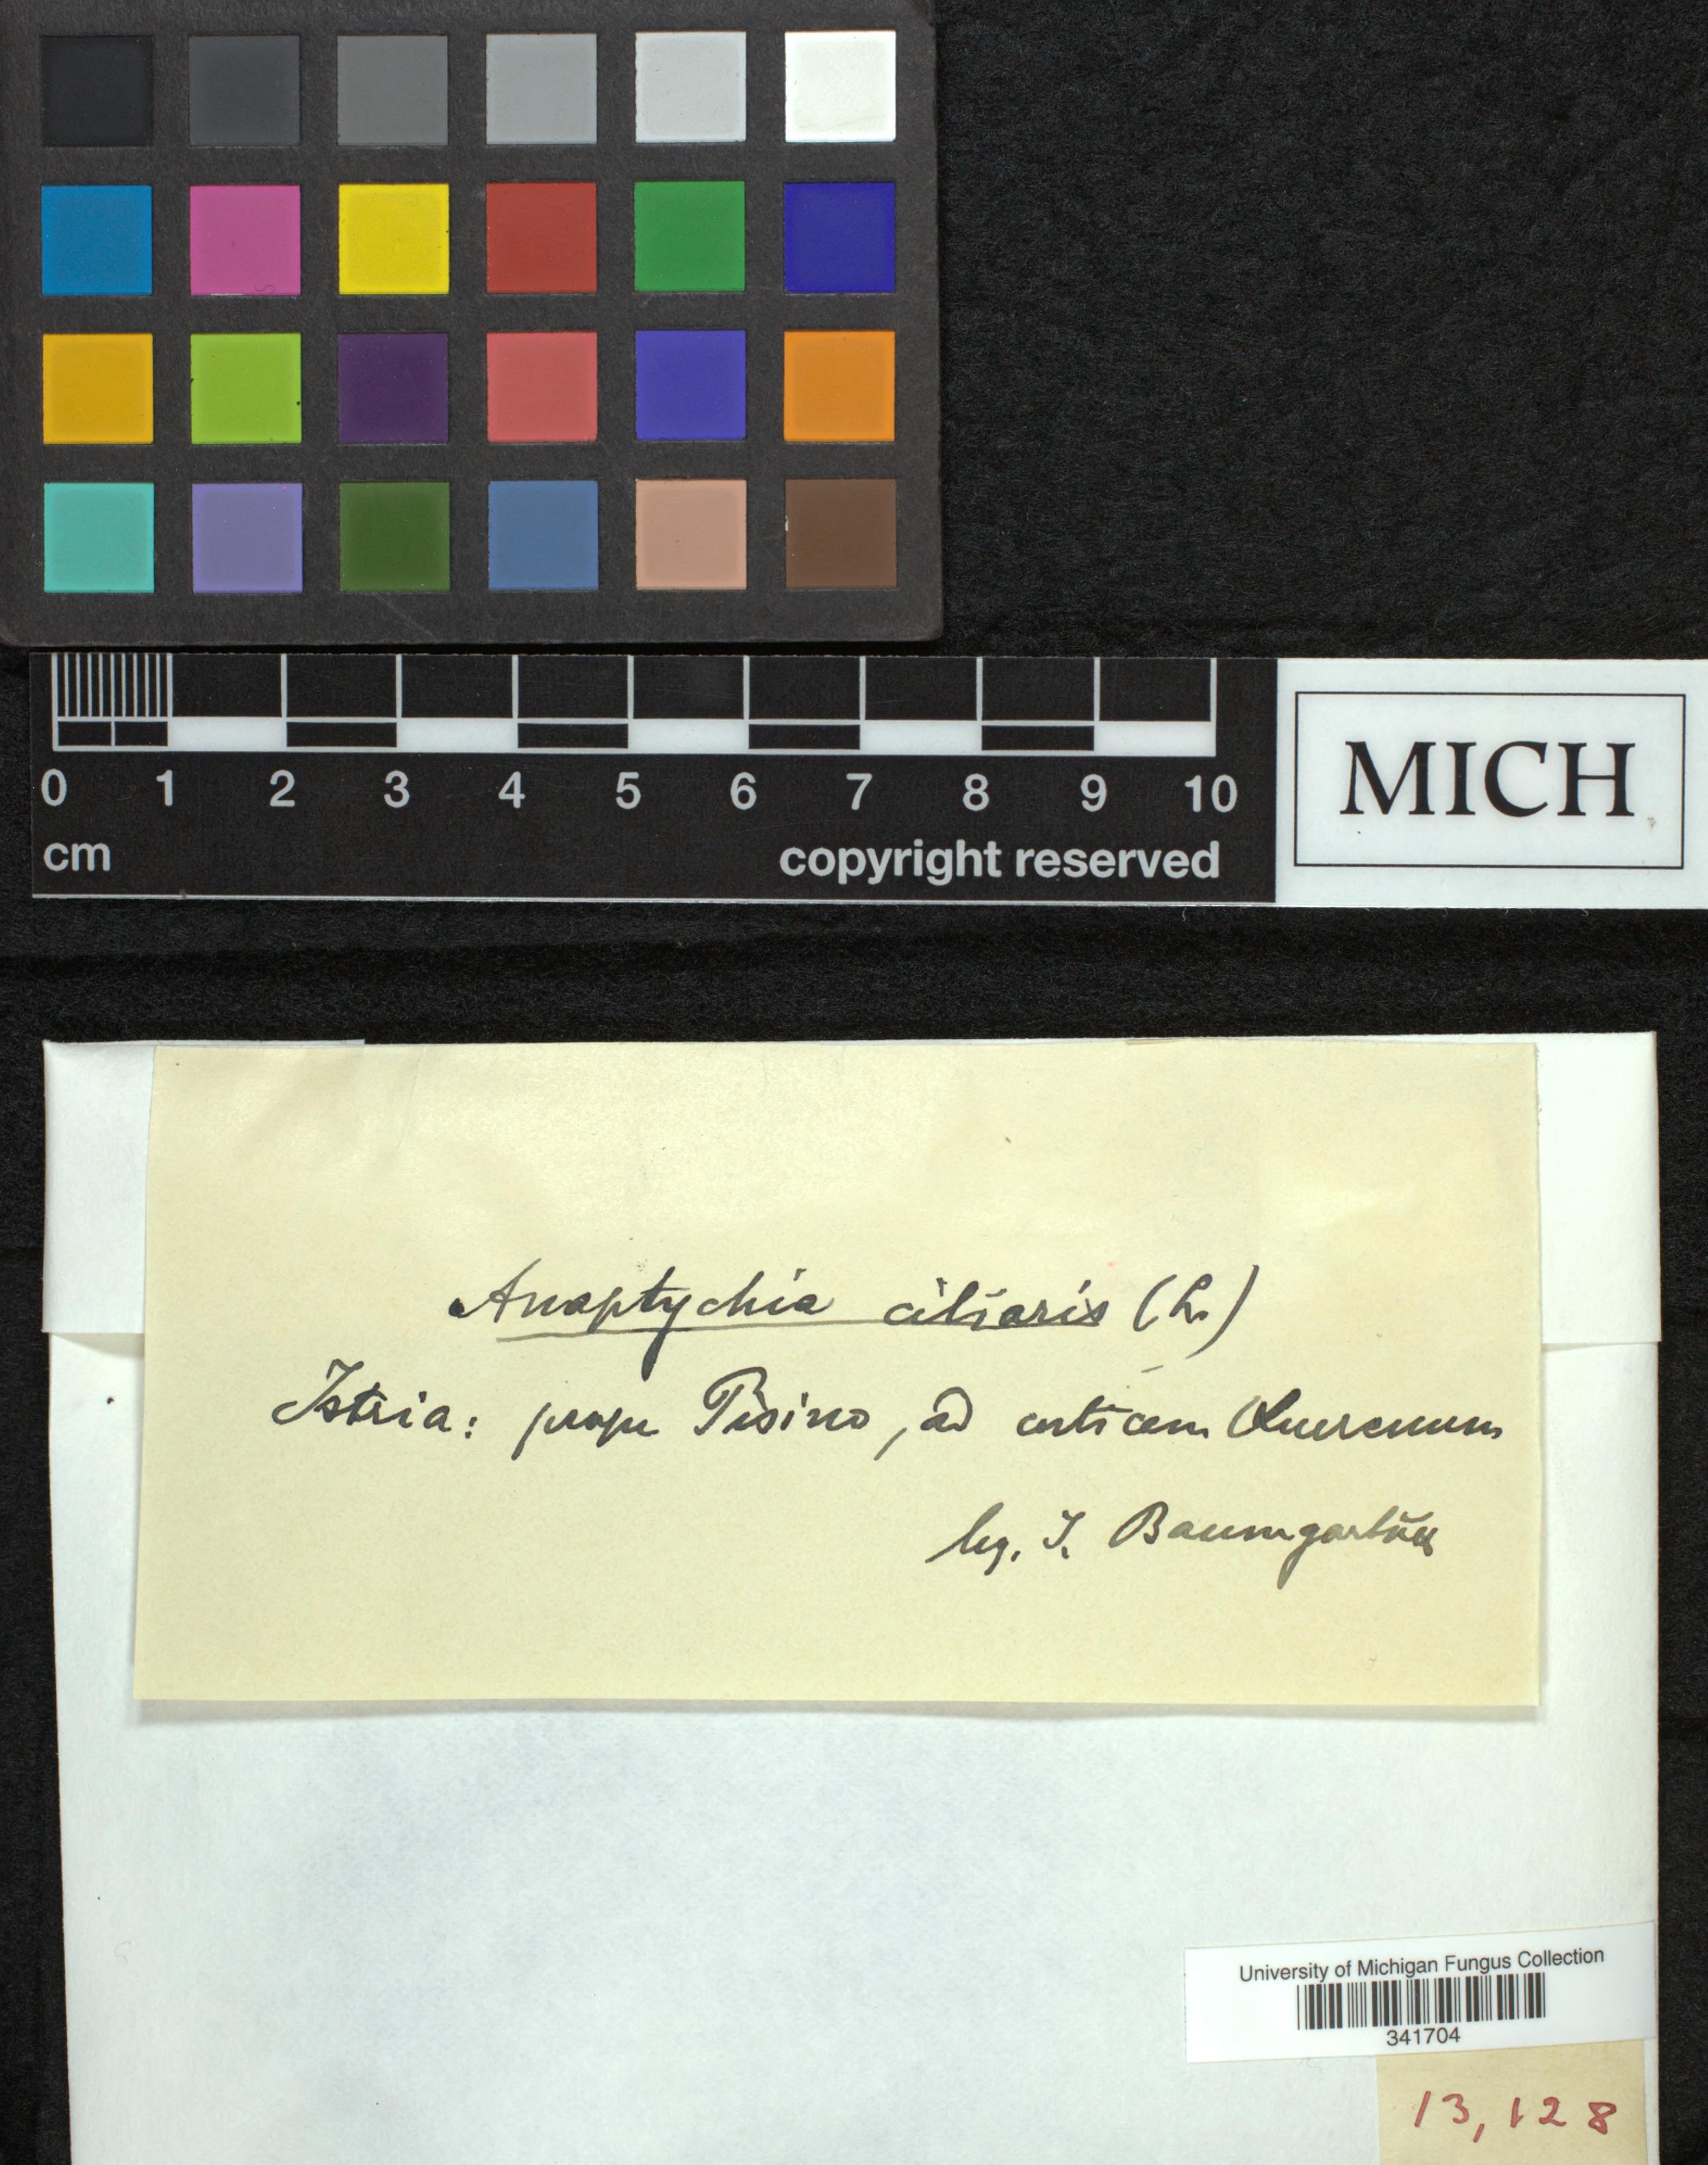 0 1 2 3 4 5 6 7 8 9 10
cm copyright reserved
MICH
Anaptychia ciliaris (L.)
Istria: prope Pisino, ad corticem Quercuum
leg. J. Baumgartner
University of Michigan Fungus Collection
341704
13,128